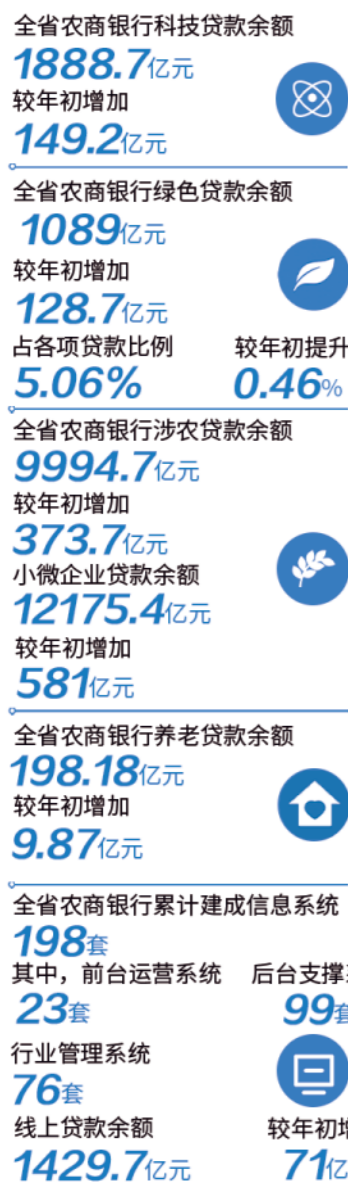 全省农商银行科技贷款余额
1888.7亿元
较年初增加
149.2亿元
全省农商银行绿色贷款余额
1089亿元
较年初增加
128.7亿元
占各项贷款比例 较年初提升
5.06% 0.46%
全省农商银行涉农贷款余额
9994.7亿元
较年初增加
373.7亿元
小微企业贷款余额
12175.4亿元
较年初增加
581亿元
全省农商银行养老贷款余额
198.18亿元
较年初增加
9.87亿元
全省农商银行累计建成信息系统
198套
其中，前台运营系统 后台支撑
23套 99套
行业管理系统
76套
线上贷款余额 较年初增
1429.7亿元 71亿